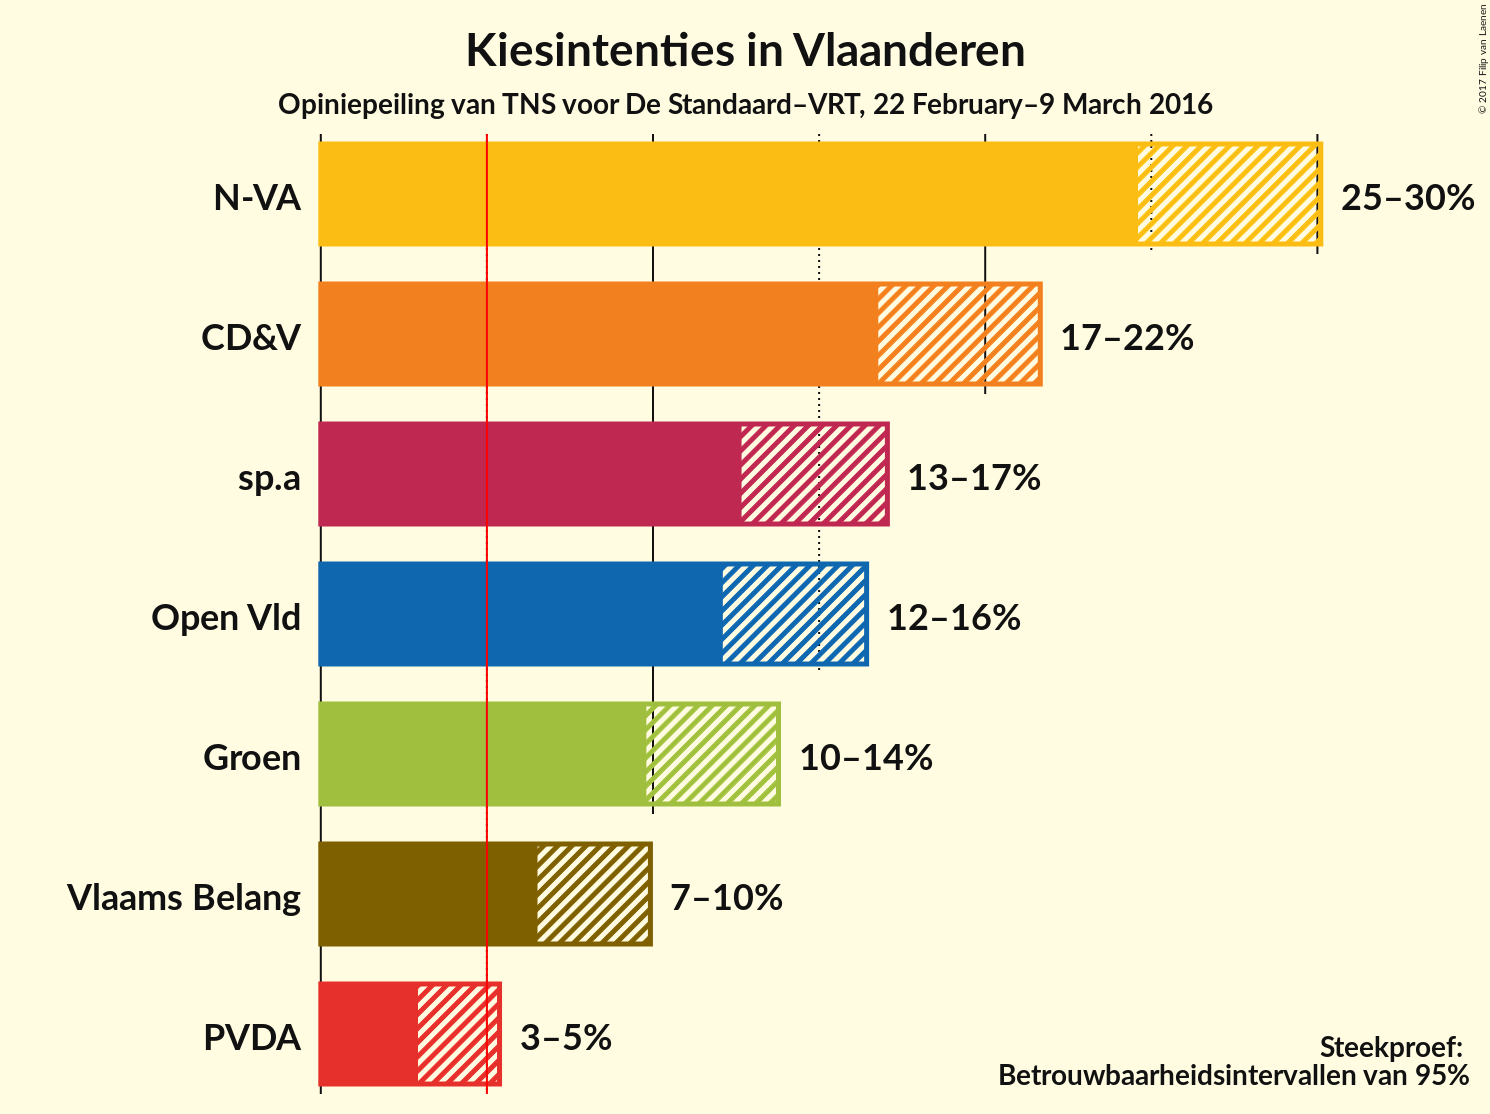 Kiesintenties in Vlaanderen
Opiniepeiling van TNS voor De Standaard–VRT, 22 February–9 March 2016
© 2017 Filip van Laenen
N-VA 25–30%
CD&V 17–22%
sp.a 13–17%
Open Vld 12–16%
Groen 10–14%
Vlaams Belang 7–10%
PVDA 3–5%
Steekproef:
Betrouwbaarheidsintervallen van 95%